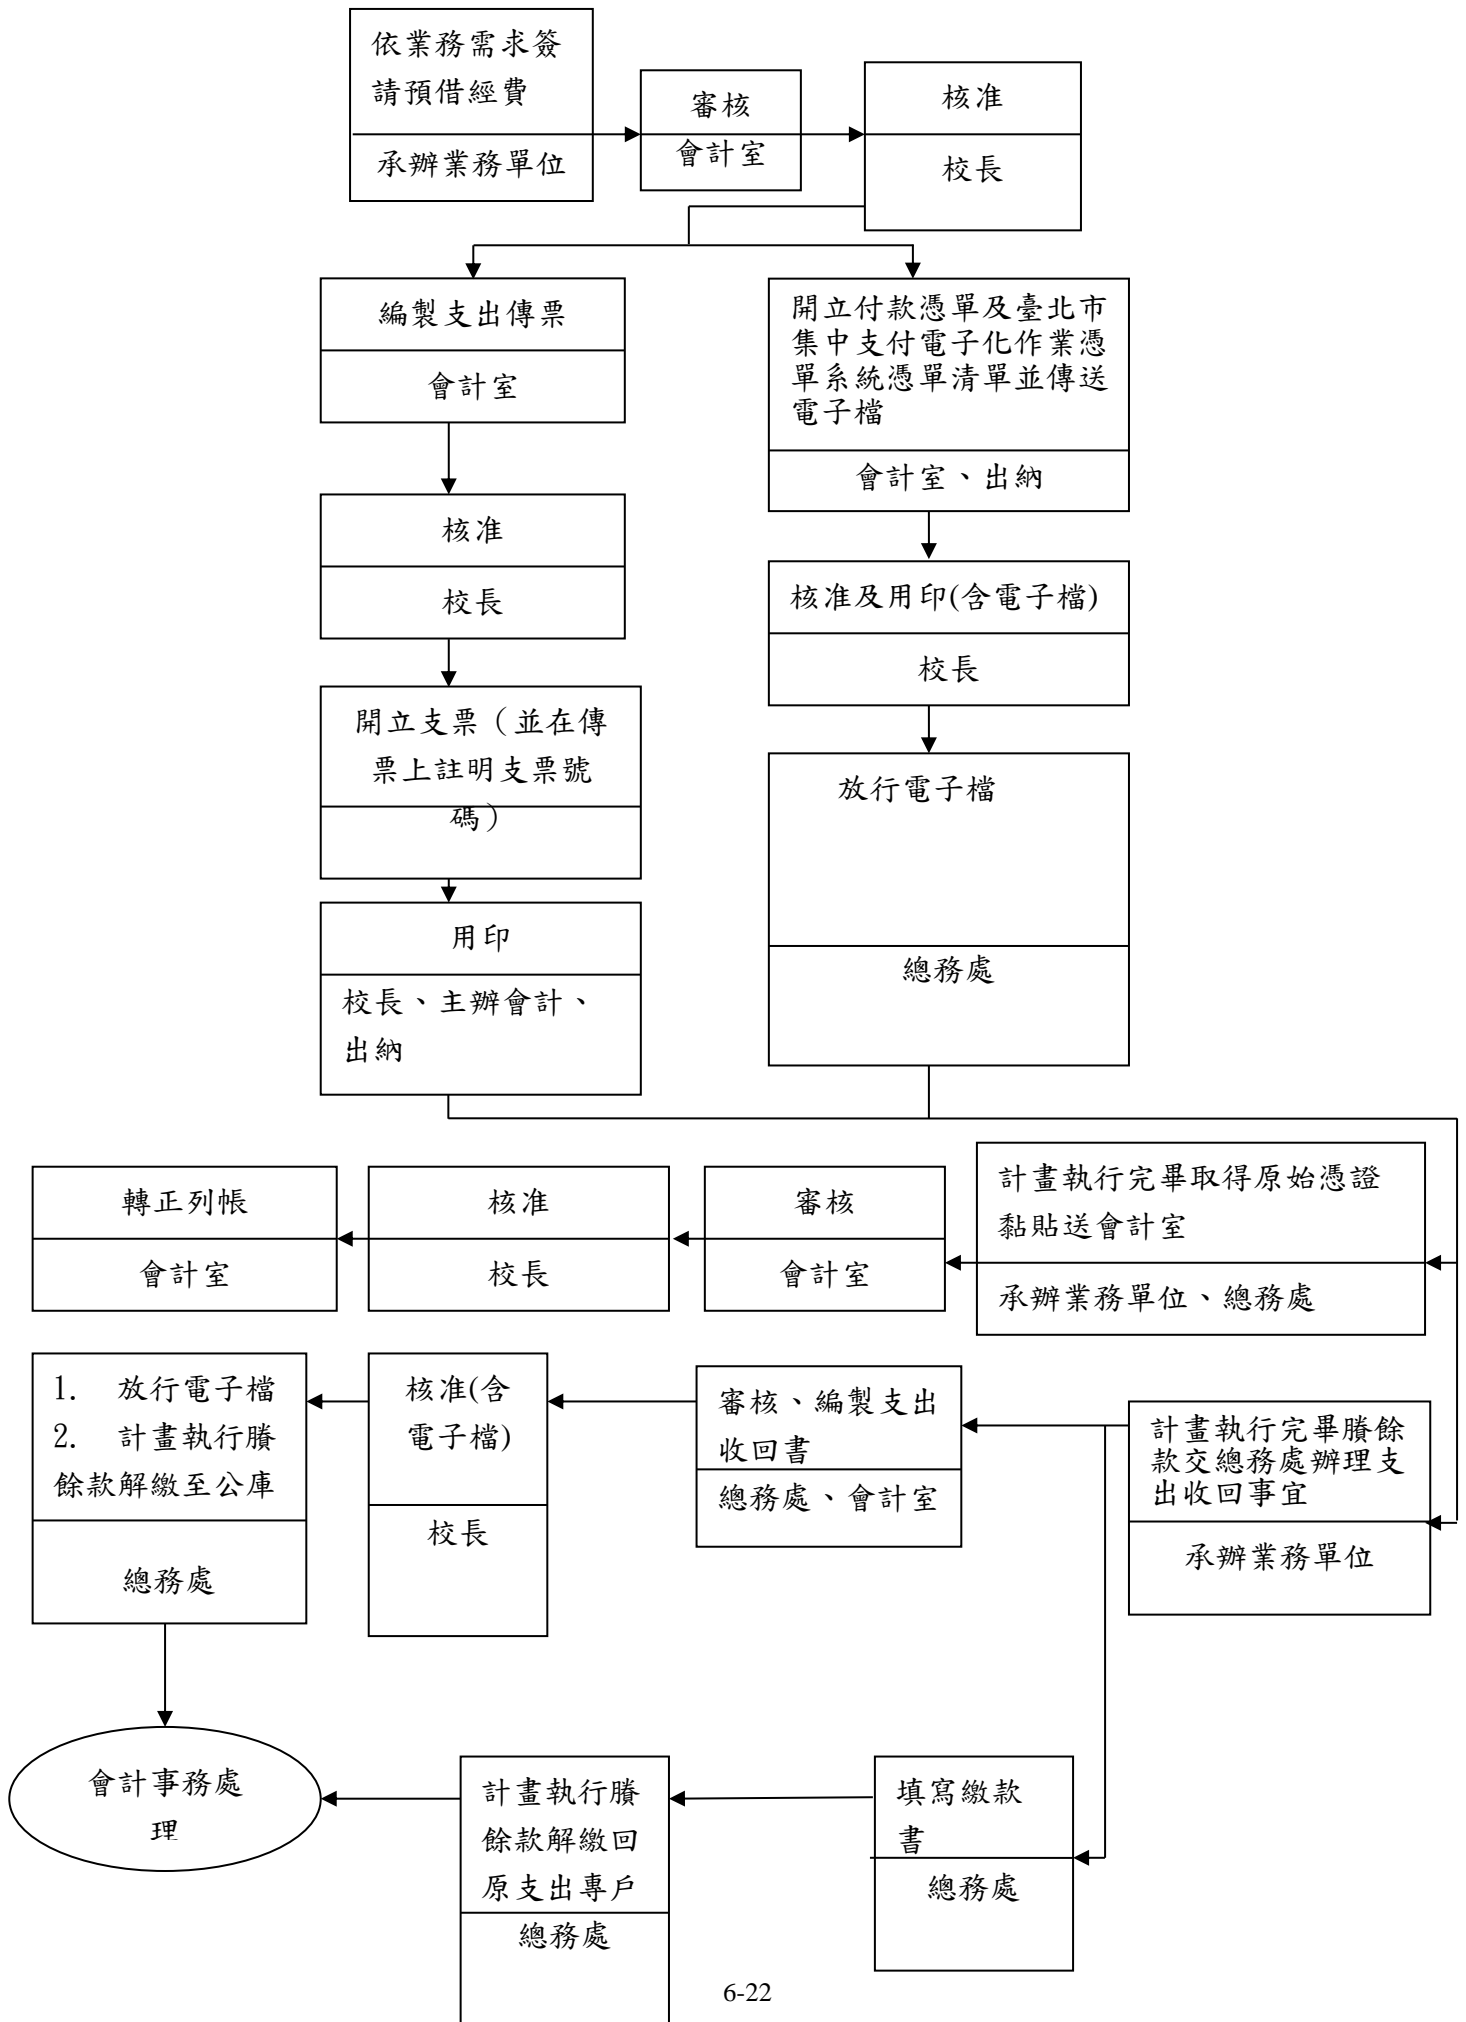 依業務需求簽
請預借經費
承辦業務單位
審核
會計室
核准
校長
編製支出傳票
會計室
開立付款憑單及臺北市
集中支付電子化作業憑
單系統憑單清單並傳送
電子檔
會計室、出納
核准
校長
核准及用印(含電子檔)
校長
開立支票（並在傳
票上註明支票號
碼）
放行電子檔
總務處
用印
校長、主辦會計、
出納
計畫執行完畢取得原始憑證
黏貼送會計室
承辦業務單位、總務處
審核
會計室
核准
校長
轉正列帳
會計室
計畫執行完畢賸餘
款交總務處辦理支
出收回事宜
承辦業務單位
審核、編製支出
收回書
總務處、會計室
核准(含
電子檔)
校長
1. 放行電子檔
2. 計畫執行賸
餘款解繳至公庫
總務處
填寫繳款
書
總務處
計畫執行賸
餘款解繳回
原支出專戶
總務處
會計事務處
理
6-22